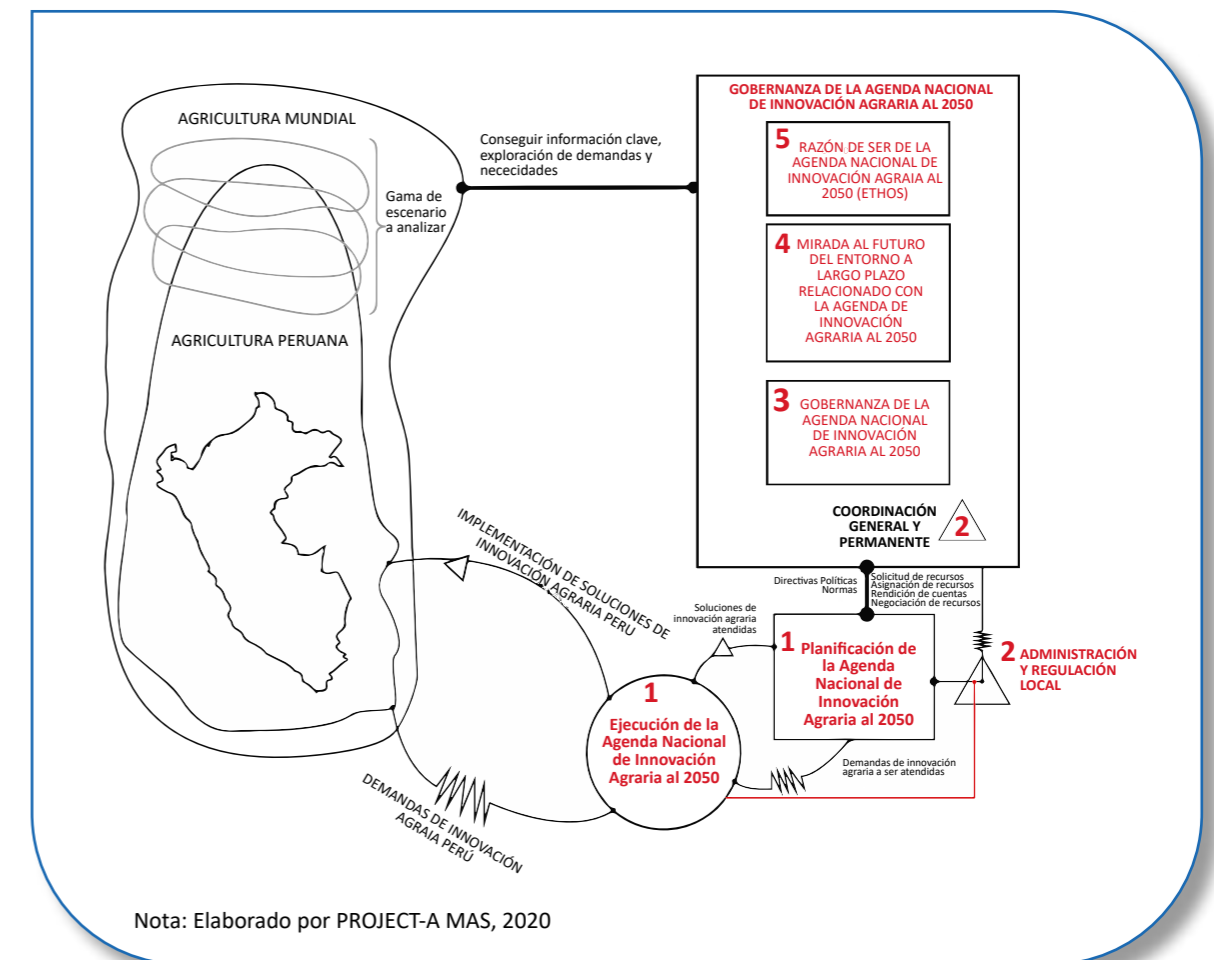 AGRICULTURA MUNDIAL
Gama de
escenario
a analizar
AGRICULTURA PERUANA
Conseguir información clave,
exploración de demandas y
nececidades
GOBERNANZA DE LA AGENDA NACIONAL
DE INNOVACIÓN AGRARIA AL 2050
5
RAZÓN DE SER DE LA
AGENDA NACIONAL DE
INNOVACIÓN AGRAIA AL
2050 (ETHOS)
4
MIRADA AL FUTURO
DEL ENTORNO A
LARGO PLAZO
RELACIONADO CON
LA AGENDA DE
INNOVACIÓN
AGRARIA AL 2050
3
GOBERNANZA DE LA
AGENDA NACIONAL
DE INNOVACIÓN
AGRARIA AL 2050
COORDINACIÓN
GENERAL Y
PERMANENTE
2
Directivas Políticas
Normas
Solicitud de recursos
Asignación de recursos
Rendición de cuentas
Negociación de recursos
IMPLEMENTACIÓN DE SOLUCIONES DE
INNOVACIÓN AGRARIA PERÚ
Soluciones de
innovación agraria
atendidas
1
Planificación de
la Agenda
Nacional de
Innovación
Agraria al 2050
2
ADMINISTRACIÓN
Y REGULACIÓN
LOCAL
1
Ejecución de la
Agenda Nacional
de Innovación
Agraria al 2050
Demandas de innovación
agraria a ser atendidas
DEMANDAS DE INNOVACIÓN
AGRAIA PERÚ
Nota: Elaborado por PROJECT-A MAS, 2020